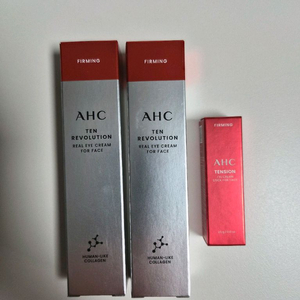 FIRMING
AHC
TEN
REVOLUTION
REAL EYE CREAM
FOR FACE
HUMAN-LIKE
COLLAGEN
FIRMING
AHC
TEN
REVOLUTION
REAL EYE CREAM
FOR FACE
HUMAN-LIKE
COLLAGEN
FIRMING
AHC
TENSION